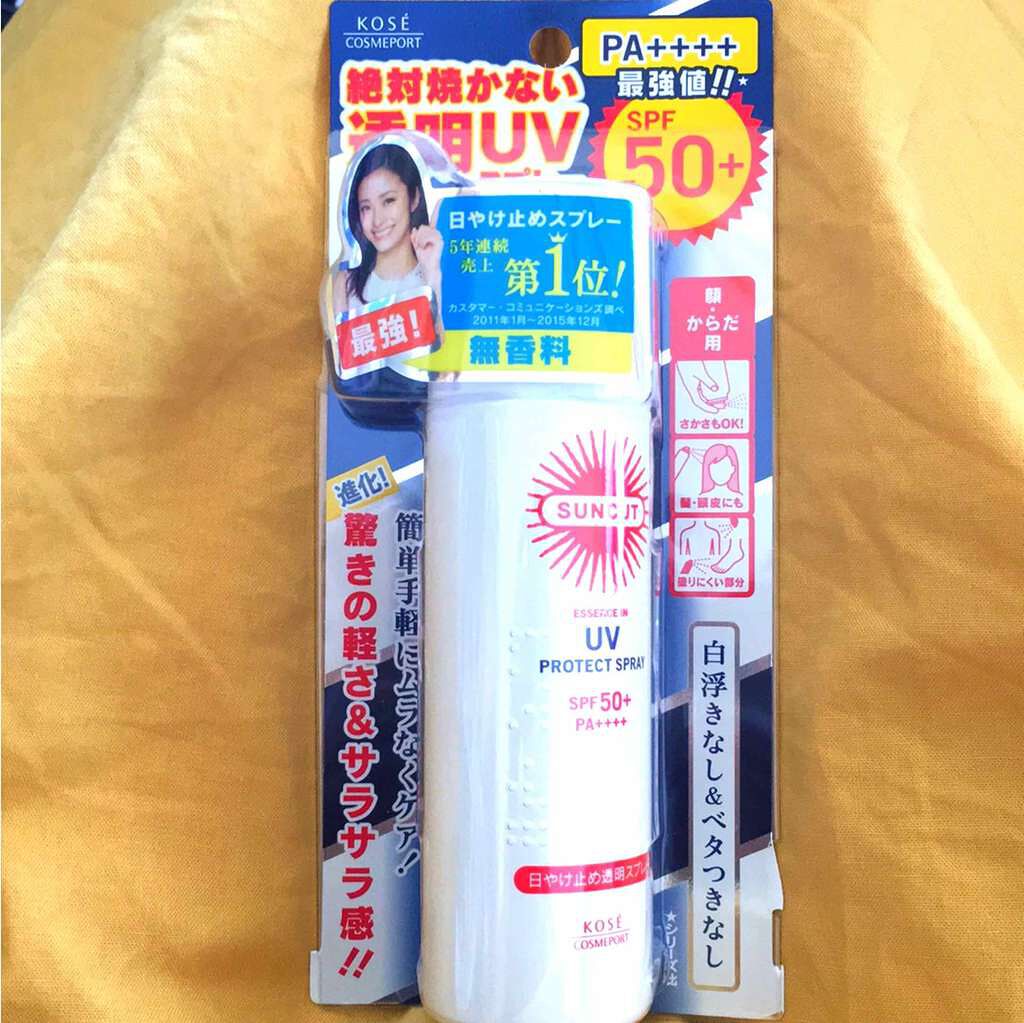 KOSÉ
COSMEPORT
PA++++
最強値!!★
絶対焼かない
透明UV
SPF
50+
日やけ止めスプレー
5年連続
売上
第1位!
カスタマー・コミュニケーションズ調べ
2011年1月〜2015年12月
無香料
最強!
顔・からだ用
さかさもOK!
髪・頭皮にも
塗りにくい部分
進化!
簡単手軽にムラなくケア!
驚きの軽さ&サラサラ感!!
SUNCUT
ESSENCE IN
UV
PROTECT SPRAY
SPF50+
PA++++
白浮きなし&ベタつきなし
日やけ止め透明スプレー
KOSÉ
COSMEPORT